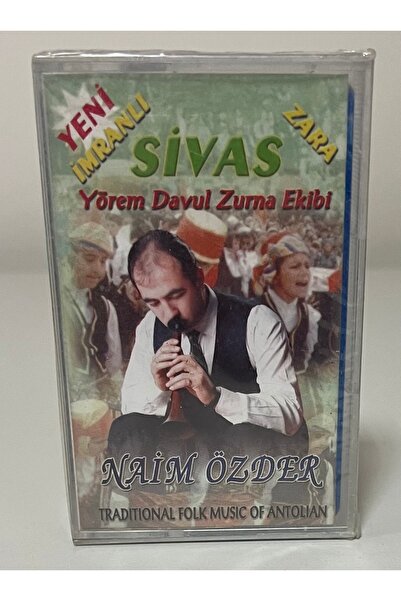 YENİ
İMRANLI
ZARA
SİVAS
Yörem Davul Zurna Ekibi
NAİM ÖZDER
TRADITIONAL FOLK MUSIC OF ANTOLIAN